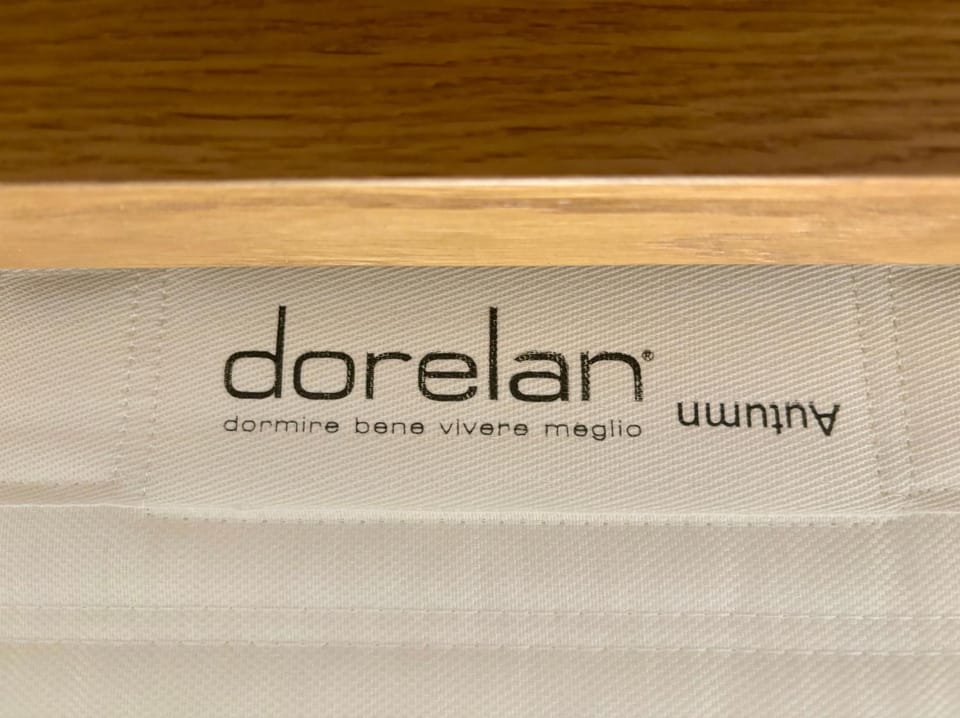 dorelan®
dormire bene vivere meglio
Autumn